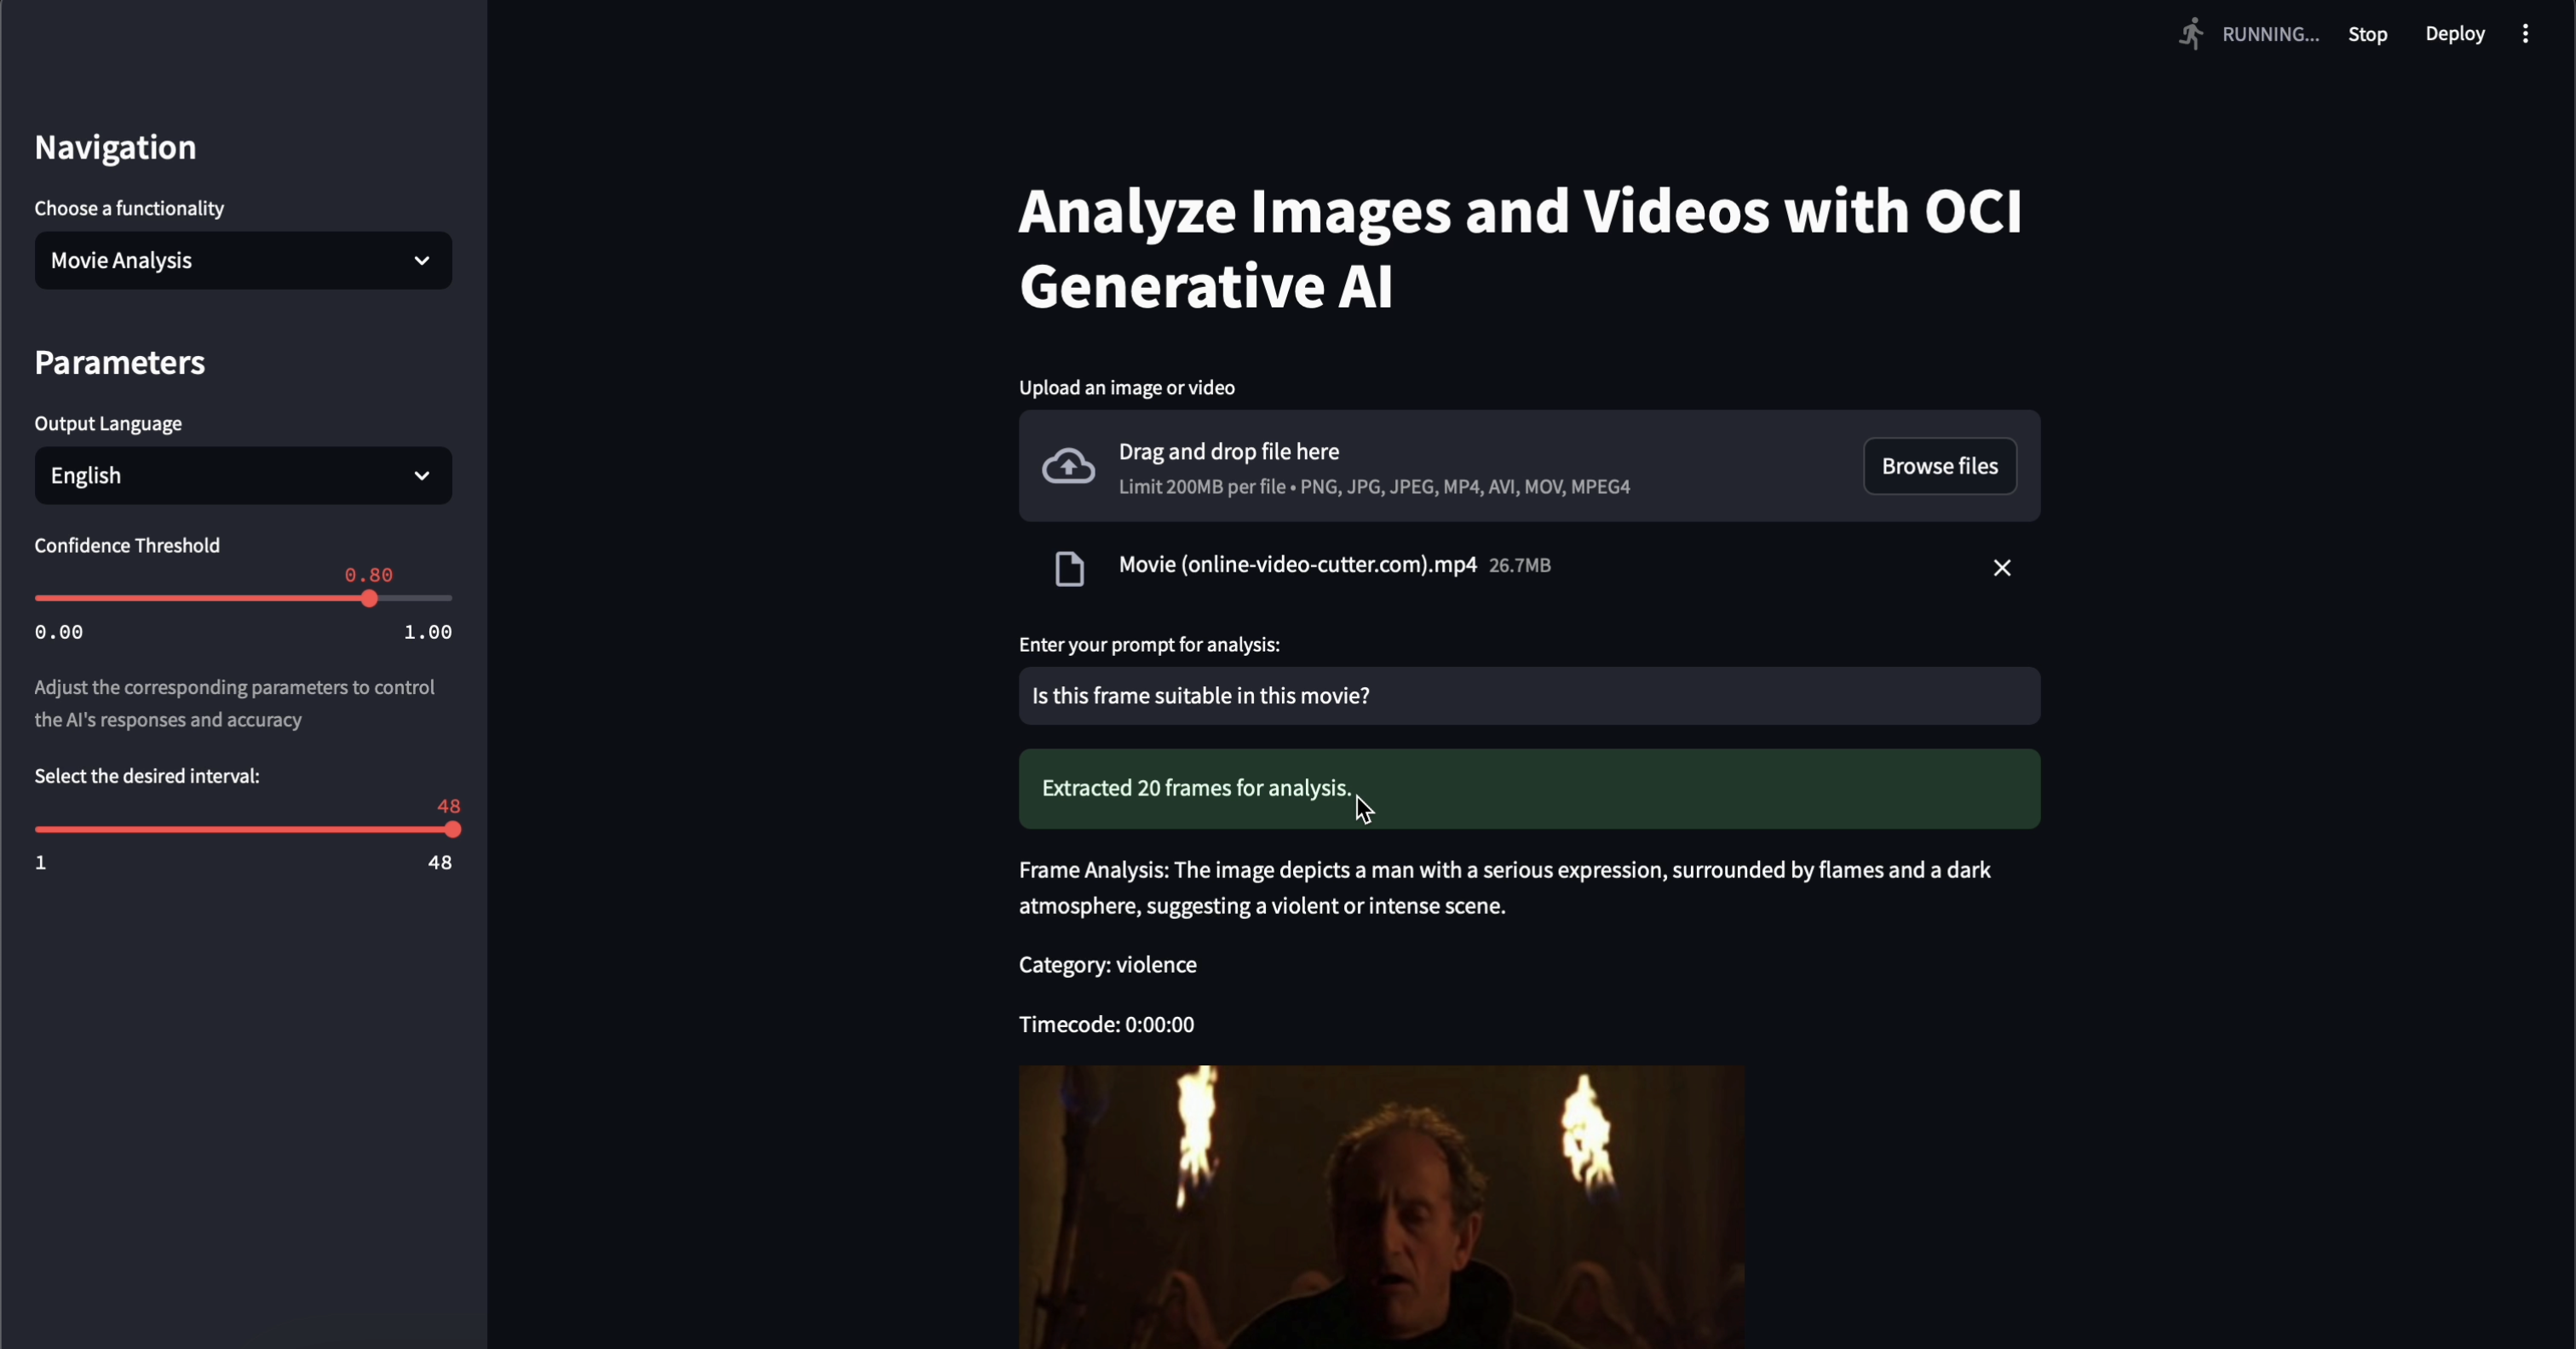 RUNNING...
Stop
Deploy
Navigation
Choose a functionality
Movie Analysis
Parameters
Output Language
English
Confidence Threshold
0.80
0.00
1.00
Adjust the corresponding parameters to control
the AI's responses and accuracy
Select the desired interval:
48
1
48
Analyze Images and Videos with OCI
Generative AI
Upload an image or video
Drag and drop file here
Limit 200MB per file • PNG, JPG, JPEG, MP4, AVI, MOV, MPEG4
Browse files
Movie (online-video-cutter.com).mp4 26.7MB
Enter your prompt for analysis:
Is this frame suitable in this movie?
Extracted 20 frames for analysis.
Frame Analysis: The image depicts a man with a serious expression, surrounded by flames and a dark
atmosphere, suggesting a violent or intense scene.
Category: violence
Timecode: 0:00:00